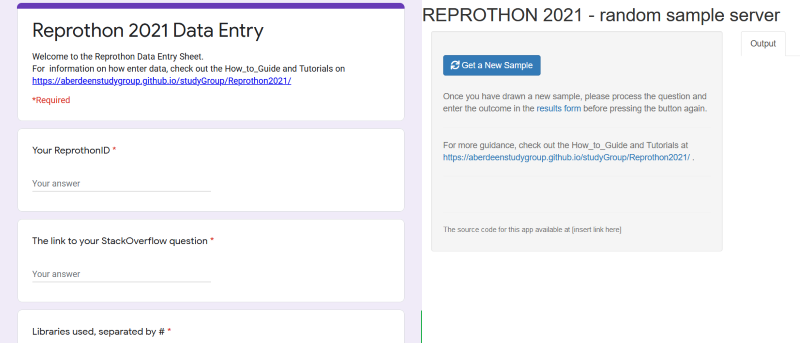 Reprothon 2021 Data Entry
Welcome to the Reprothon Data Entry Sheet.
For information on how enter data, check out the How_to_Guide and Tutorials on
https://aberdeenstudygroup.github.io/studyGroup/Reprothon2021/
*Required
Your ReprothonID *
Your answer
The link to your StackOverflow question *
Your answer
Libraries used, separated by # *
REPROTHON 2021 - random sample server
Get a New Sample
Once you have drawn a new sample, please process the question and
enter the outcome in the results form before pressing the button again.
For more guidance, check out the How_to_Guide and Tutorials at
https://aberdeenstudygroup.github.io/studyGroup/Reprothon2021/ .
The source code for this app available at [insert link here]
Output